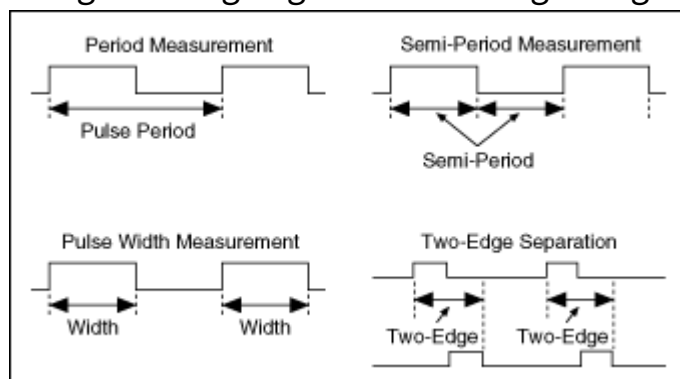 Period Measurement
Pulse Period
Semi-Period Measurement
Semi-Period
Pulse Width Measurement
Width Width
Two-Edge Separation
Two-Edge Two-Edge